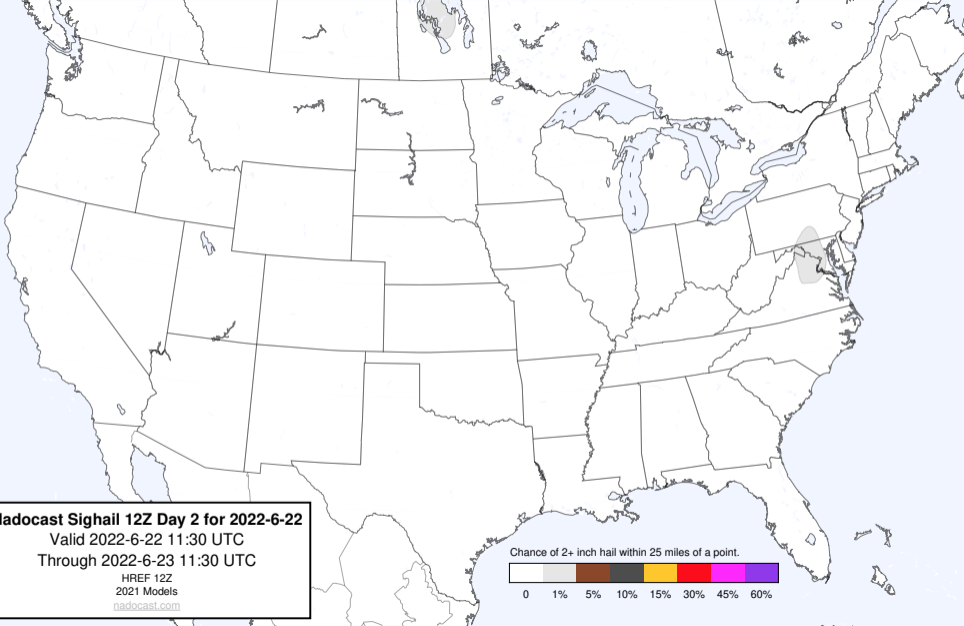 adocast Sighail 12Z Day 2 for 2022-6-22
Valid 2022-6-22 11:30 UTC
Through 2022-6-23 11:30 UTC
HREF 12Z
2021 Models
nadocast.com
Chance of 2+ inch hail within 25 miles of a point.
0 1% 5% 10% 15% 30% 45% 60%